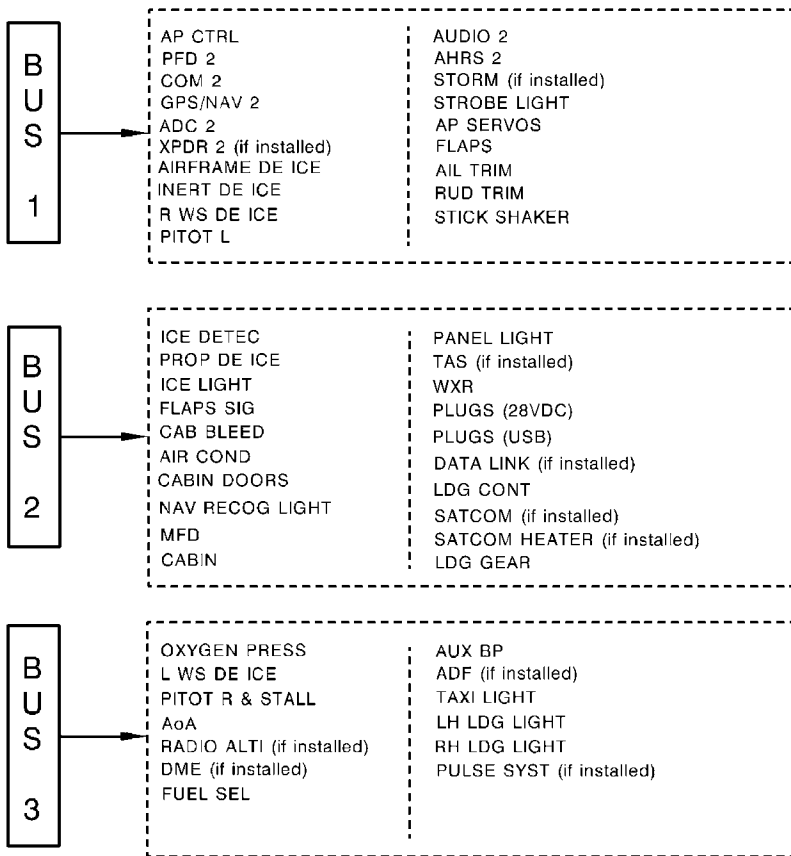 BUS 1
AP CTRL
PFD 2
COM 2
GPS/NAV 2
ADC 2
XPDR 2 (if installed)
AIRFRAME DE ICE
INERT DE ICE
R WS DE ICE
PITOT L
AUDIO 2
AHRS 2
STORM (if installed)
STROBE LIGHT
AP SERVOS
FLAPS
AIL TRIM
RUD TRIM
STICK SHAKER
BUS 2
ICE DETEC
PROP DE ICE
ICE LIGHT
FLAPS SIG
CAB BLEED
AIR COND
CABIN DOORS
NAV RECOG LIGHT
MFD
CABIN
PANEL LIGHT
TAS (if installed)
WXR
PLUGS (28VDC)
PLUGS (USB)
DATA LINK (if installed)
LDG CONT
SATCOM (if installed)
SATCOM HEATER (if installed)
LDG GEAR
BUS 3
OXYGEN PRESS
L WS DE ICE
PITOT R & STALL
AoA
RADIO ALTI (if installed)
DME (if installed)
FUEL SEL
AUX BP
ADF (if installed)
TAXI LIGHT
LH LDG LIGHT
RH LDG LIGHT
PULSE SYST (if installed)